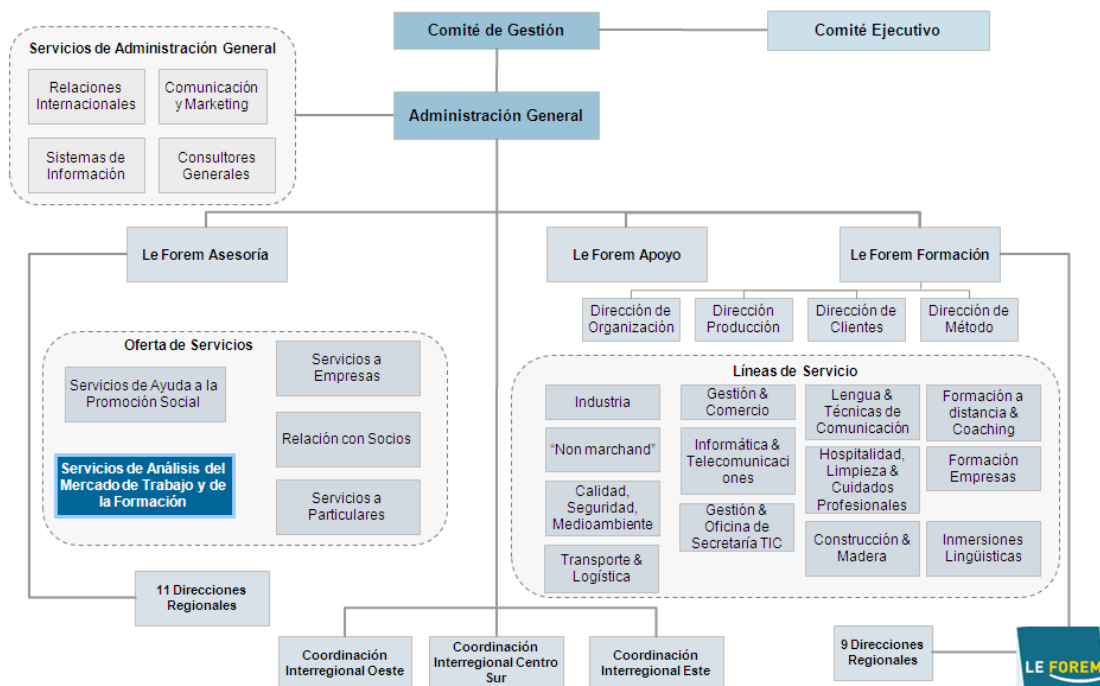 Comité de Gestión
Comité Ejecutivo
Servicios de Administración General
Relaciones
Internacionales
Comunicación
y Marketing
Sistemas de
Información
Consultores
Generales
Administración General
Le Forem Asesoría
Le Forem Apoyo
Le Forem Formación
Dirección de
Organización
Dirección
Producción
Dirección de
Clientes
Dirección de
Método
Oferta de Servicios
Servicios de Ayuda a la
Promoción Social
Servicios a
Empresas
Relación con Socios
Servicios de Análisis del
Mercado de Trabajo y de
la Formación
Servicios a
Particulares
Líneas de Servicio
Industria
Gestión &
Comercio
Lengua &
Técnicas de
Comunicación
Formación a
distancia &
Coaching
“Non marchand”
Informática &
Telecomunicaci
ones
Hospitalidad,
Limpieza &
Cuidados
Profesionales
Formación
Empresas
Calidad,
Seguridad,
Medioambiente
Gestión &
Oficina de
Secretaría TIC
Construcción &
Madera
Inmersiones
Lingüisticas
Transporte &
Logística
11 Direcciones
Regionales
Coordinación
Interregional Oeste
Coordinación
Interregional Centro
Sur
Coordinación
Interregional Este
9 Direcciones
Regionales
LE FOREM